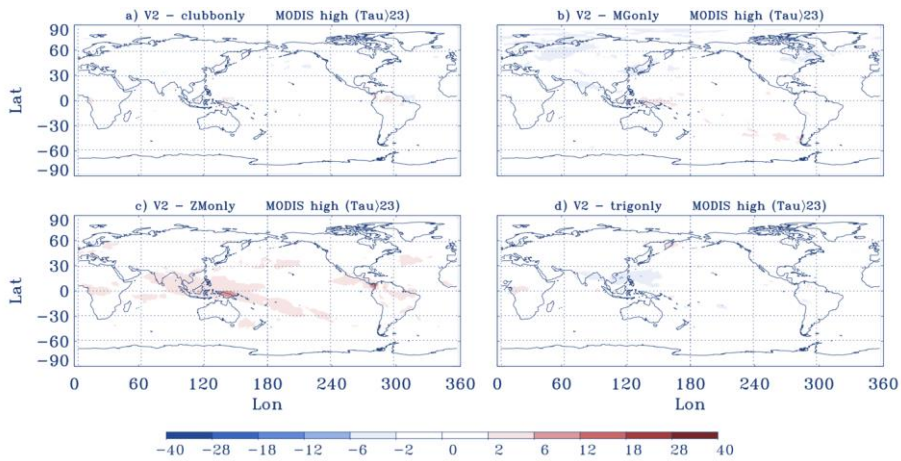 a) V2 − clubbonly MODIS high (Tau⟩23)
b) V2 − MGonly MODIS high (Tau⟩23)
90
60
30
0
−30
−60
−90
Lat
c) V2 − ZMonly MODIS high (Tau⟩23)
d) V2 − trigonly MODIS high (Tau⟩23)
90
60
30
0
−30
−60
−90
Lat
0 60 120 180 240 300 360
0 60 120 180 240 300 360
Lon
Lon
−40 −28 −18 −12 −6 −2 0 2 6 12 18 28 40